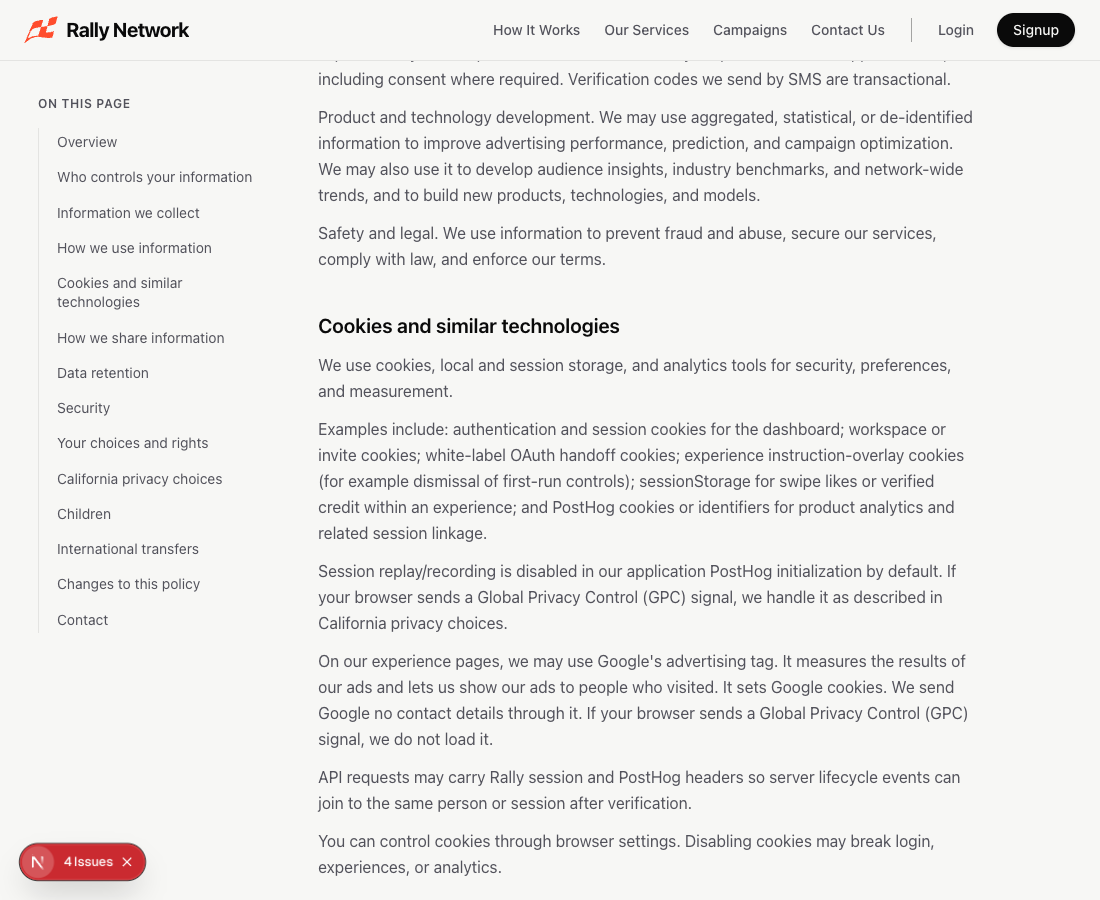 Rally Network
How It Works
Our Services
Campaigns
Contact Us
Login
Signup
ON THIS PAGE
Overview
Who controls your information
Information we collect
How we use information
Cookies and similar
technologies
How we share information
Data retention
Security
Your choices and rights
California privacy choices
Children
International transfers
Changes to this policy
Contact
including consent where required. Verification codes we send by SMS are transactional.
Product and technology development. We may use aggregated, statistical, or de-identified
information to improve advertising performance, prediction, and campaign optimization.
We may also use it to develop audience insights, industry benchmarks, and network-wide
trends, and to build new products, technologies, and models.
Safety and legal. We use information to prevent fraud and abuse, secure our services,
comply with law, and enforce our terms.
Cookies and similar technologies
We use cookies, local and session storage, and analytics tools for security, preferences,
and measurement.
Examples include: authentication and session cookies for the dashboard; workspace or
invite cookies; white-label OAuth handoff cookies; experience instruction-overlay cookies
(for example dismissal of first-run controls); sessionStorage for swipe likes or verified
credit within an experience; and PostHog cookies or identifiers for product analytics and
related session linkage.
Session replay/recording is disabled in our application PostHog initialization by default. If
your browser sends a Global Privacy Control (GPC) signal, we handle it as described in
California privacy choices.
On our experience pages, we may use Google's advertising tag. It measures the results of
our ads and lets us show our ads to people who visited. It sets Google cookies. We send
Google no contact details through it. If your browser sends a Global Privacy Control (GPC)
signal, we do not load it.
API requests may carry Rally session and PostHog headers so server lifecycle events can
join to the same person or session after verification.
You can control cookies through browser settings. Disabling cookies may break login,
experiences, or analytics.
N 4 Issues